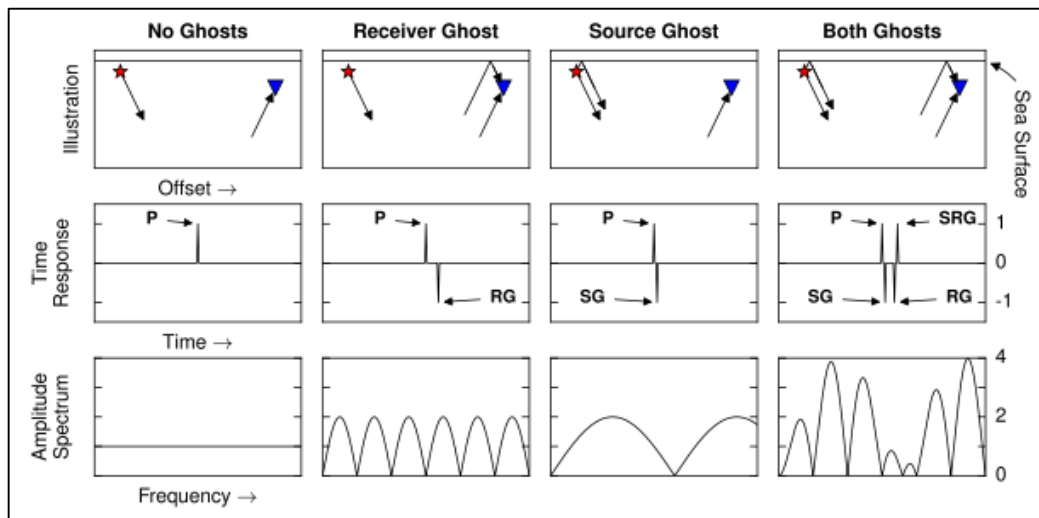 No Ghosts Receiver Ghost Source Ghost Both Ghosts
Illustration
Sea Surface
Offset →
Time
Response
P
P
RG
P
SG
P
SRG
SG
RG
1
0
-1
Time →
Amplitude
Spectrum
4
2
0
Frequency →